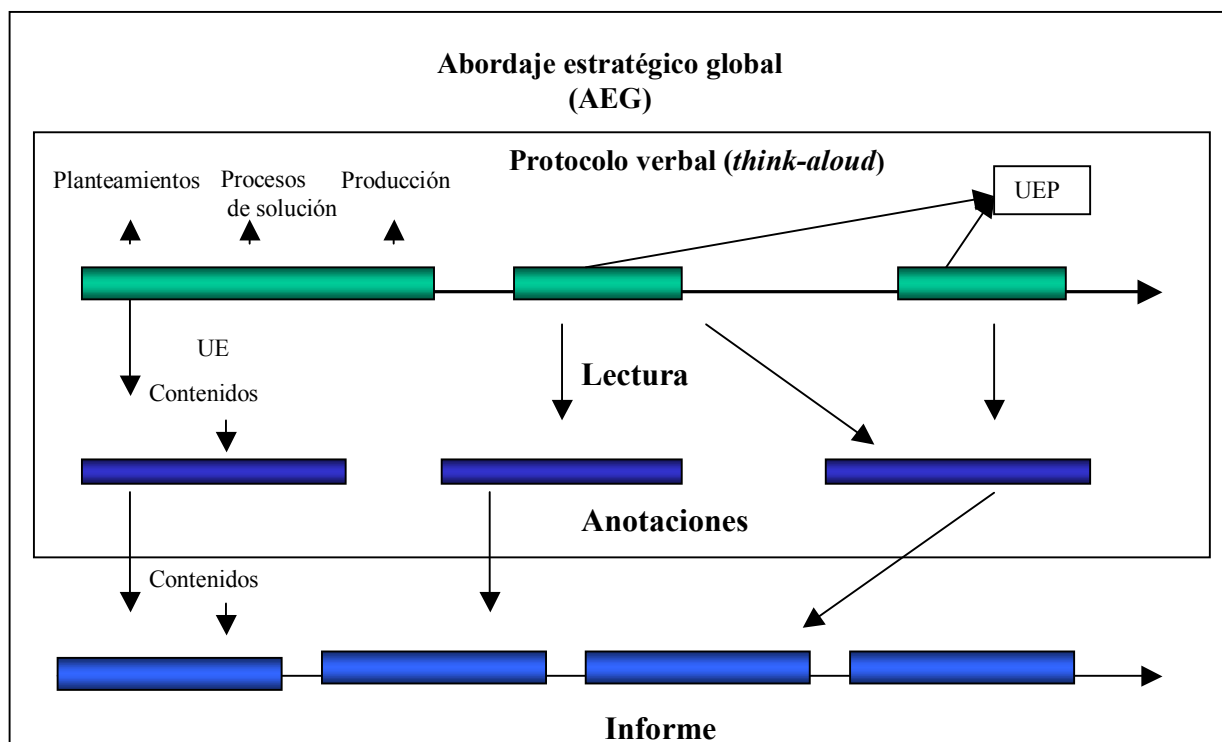 Abordaje estratégico global
(AEG)
Protocolo verbal (think-aloud)
Planteamientos
Procesos
de solución
Producción
UEP
UE
Contenidos
Lectura
Anotaciones
Contenidos
Informe